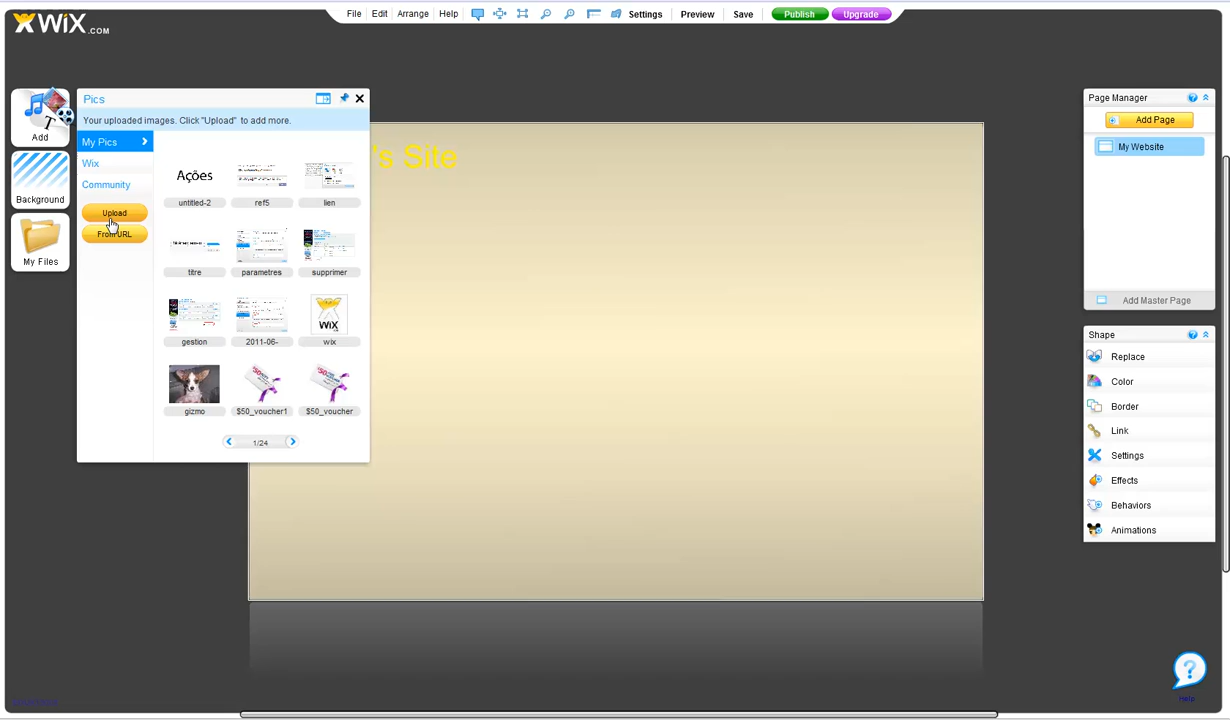 WiX.COM
File Edit Arrange Help Settings Preview Save Publish Upgrade
Add
Background
My Files
Pics
Your uploaded images. Click "Upload" to add more.
My Pics
Wix
Community
Upload
From URL
Ações
untitled-2 ref5 lien
titre parametres supprimer
WiX
gestion 2011-06- wix
gizmo $50_voucher1 $50_voucher
1/24
's Site
Page Manager
Add Page
My Website
Add Master Page
Shape
Replace
Color
Border
Link
Settings
Effects
Behaviors
Animations
Help